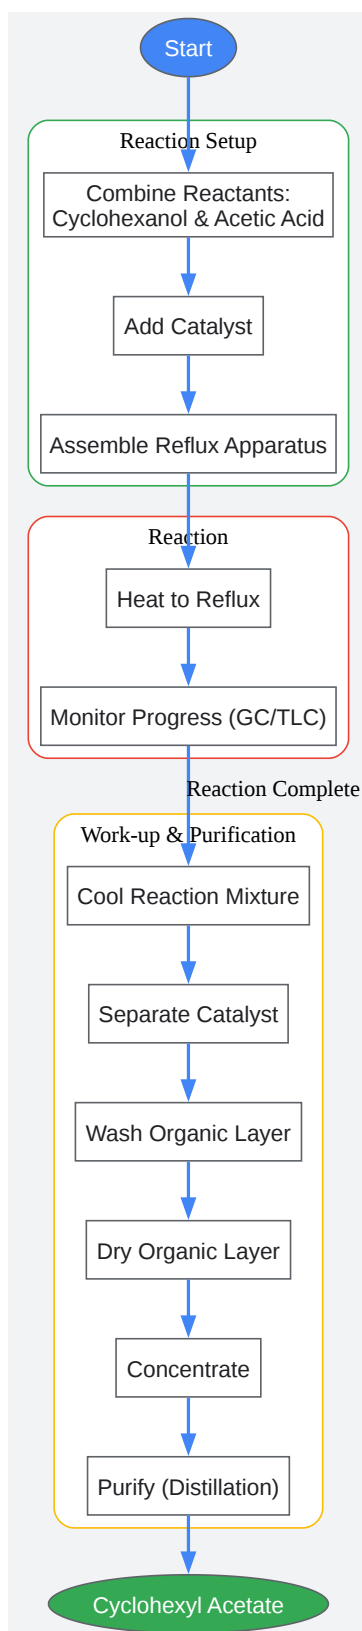 Start
Reaction Setup
Combine Reactants:
Cyclohexanol & Acetic Acid
Add Catalyst
Assemble Reflux Apparatus
Reaction
Heat to Reflux
Monitor Progress (GC/TLC)
Reaction Complete
Work-up & Purification
Cool Reaction Mixture
Separate Catalyst
Wash Organic Layer
Dry Organic Layer
Concentrate
Purify (Distillation)
Cyclohexyl Acetate